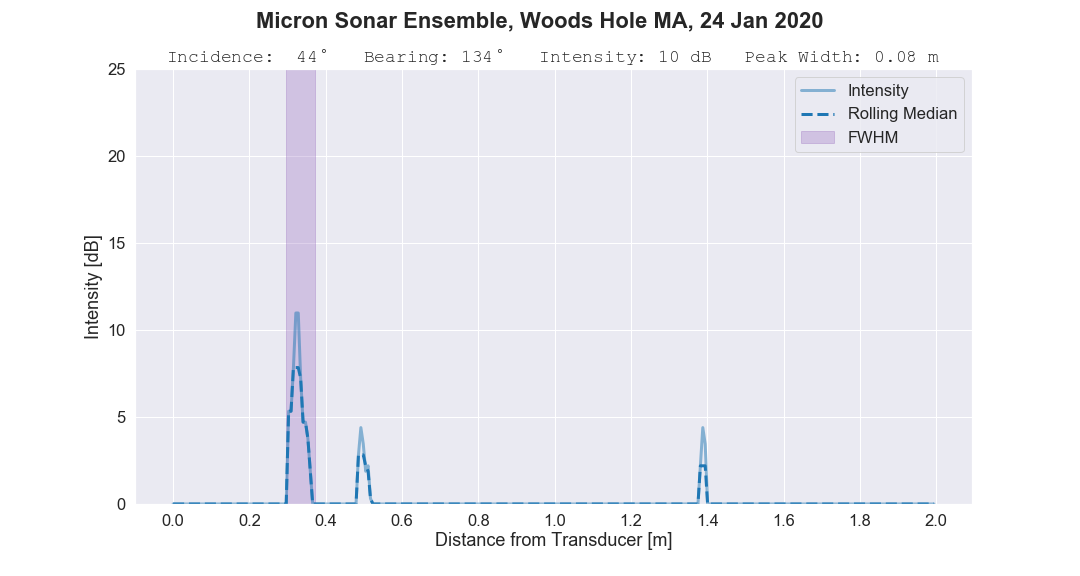 Micron Sonar Ensemble, Woods Hole MA, 24 Jan 2020
Incidence:  44°   Bearing: 134°   Intensity: 10 dB   Peak Width: 0.08 m
25
20
15
10
5
0
Intensity [dB]
Intensity
Rolling Median
FWHM
0.0 0.2 0.4 0.6 0.8 1.0 1.2 1.4 1.6 1.8 2.0
Distance from Transducer [m]